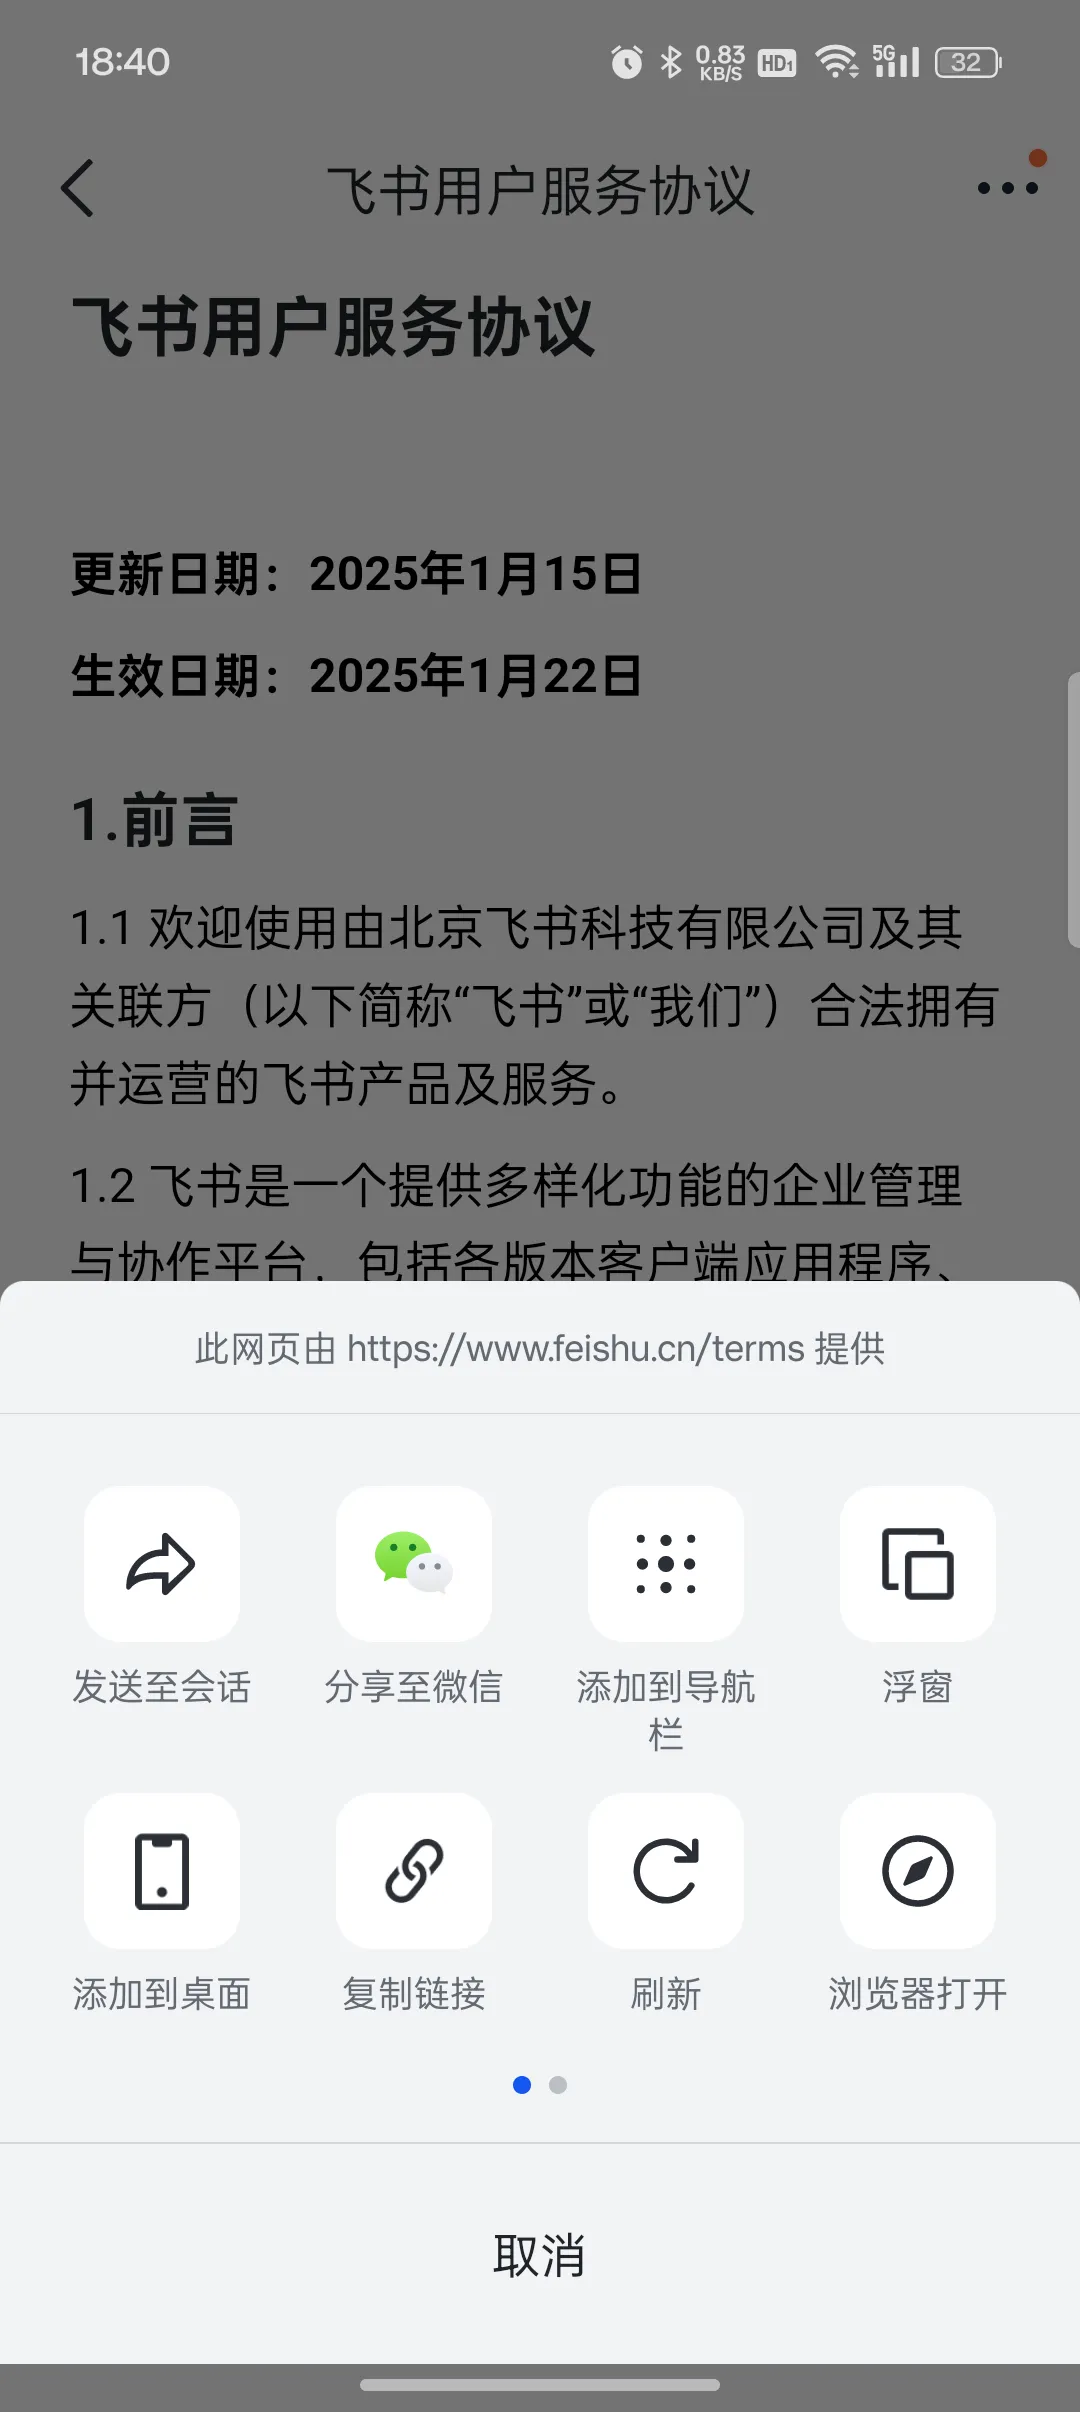 18:40
0.83
KB/S
HD1
5G
32
飞书用户服务协议
飞书用户服务协议
更新日期：2025年1月15日
生效日期：2025年1月22日
1.前言
1.1 欢迎使用由北京飞书科技有限公司及其
关联方（以下简称“飞书”或“我们”）合法拥有
并运营的飞书产品及服务。
1.2 飞书是一个提供多样化功能的企业管理
与协作平台，包括各版本客户端应用程序、
此网页由 https://www.feishu.cn/terms 提供
发送至会话
分享至微信
添加到导航
栏
浮窗
添加到桌面
复制链接
刷新
浏览器打开
取消